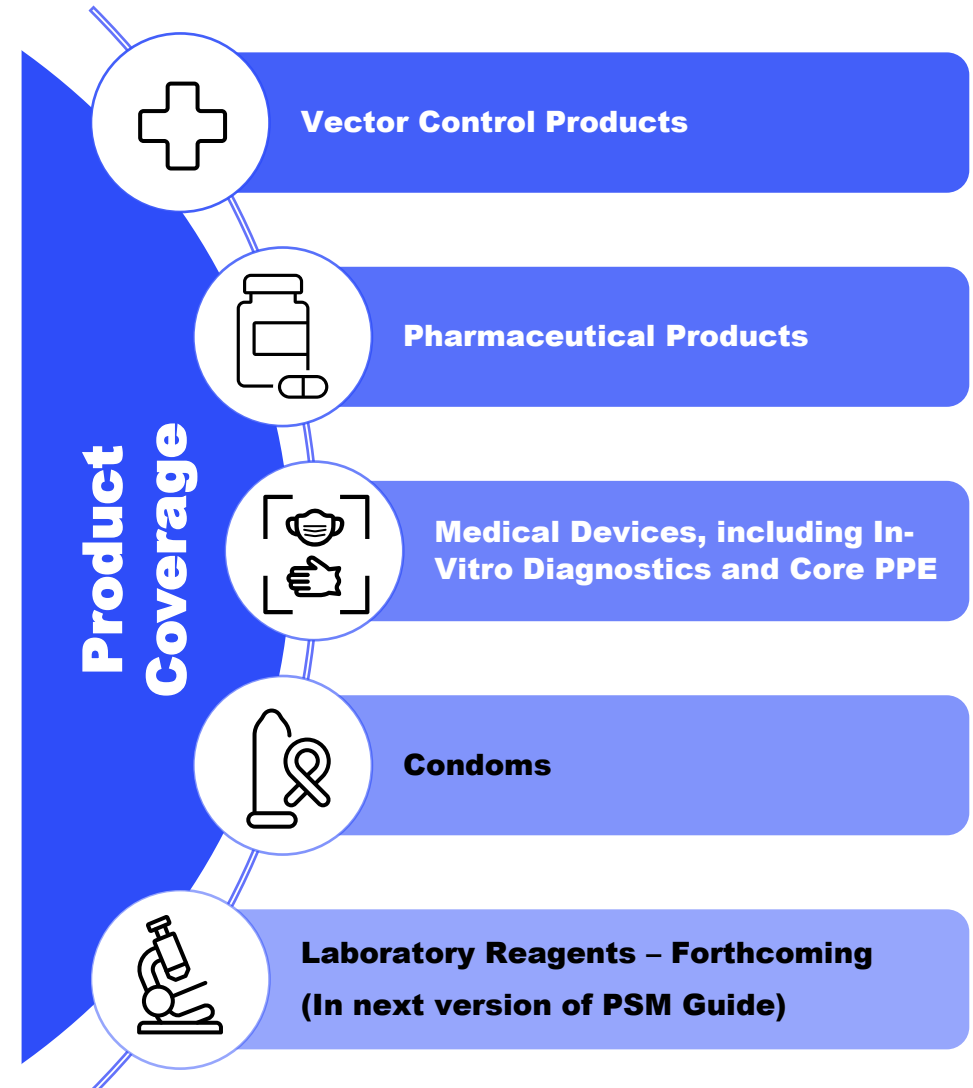 Product
Coverage
Vector Control Products
Pharmaceutical Products
Medical Devices, including In-
Vitro Diagnostics and Core PPE
Condoms
Laboratory Reagents – Forthcoming
(In next version of PSM Guide)